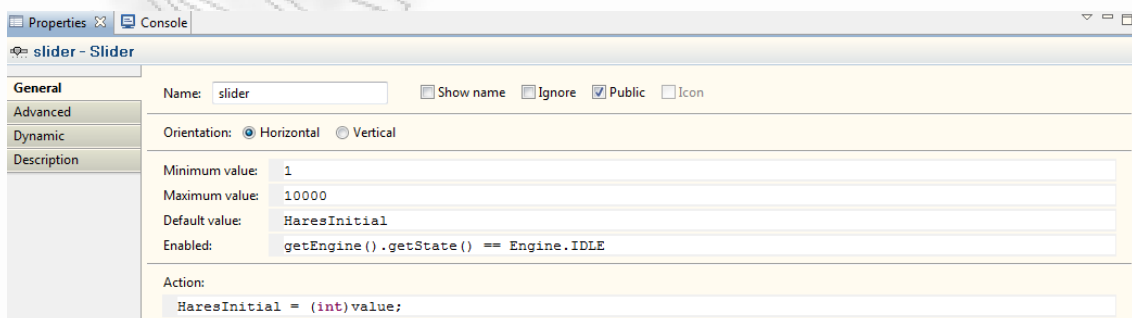 Properties Console
slider - Slider
General
Name: slider Show name Ignore Public Icon
Advanced
Dynamic
Orientation: Horizontal Vertical
Description
Minimum value: 1
Maximum value: 10000
Default value: HaresInitial
Enabled: getEngine().getState() == Engine.IDLE
Action:
HaresInitial = (int)value;